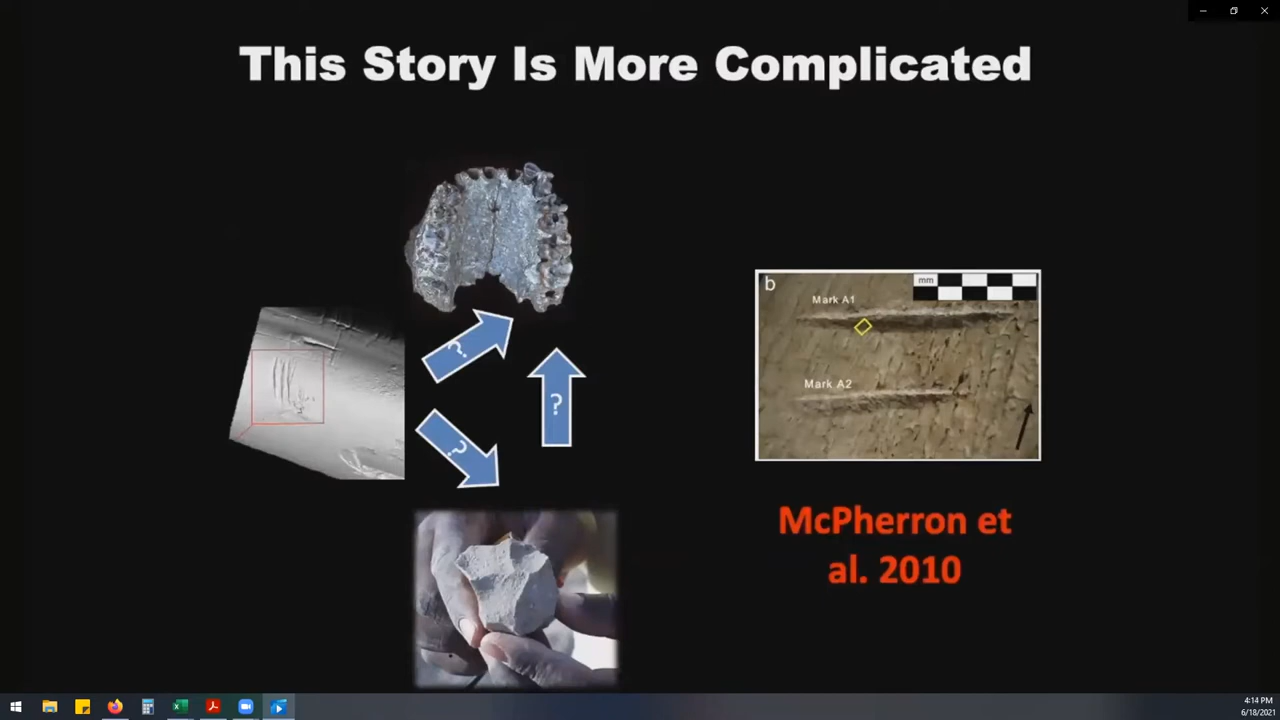 This Story Is More Complicated
?
?
?
b
mm
Mark A1
Mark A2
McPherron et
al. 2010
4:14 PM
6/18/2021